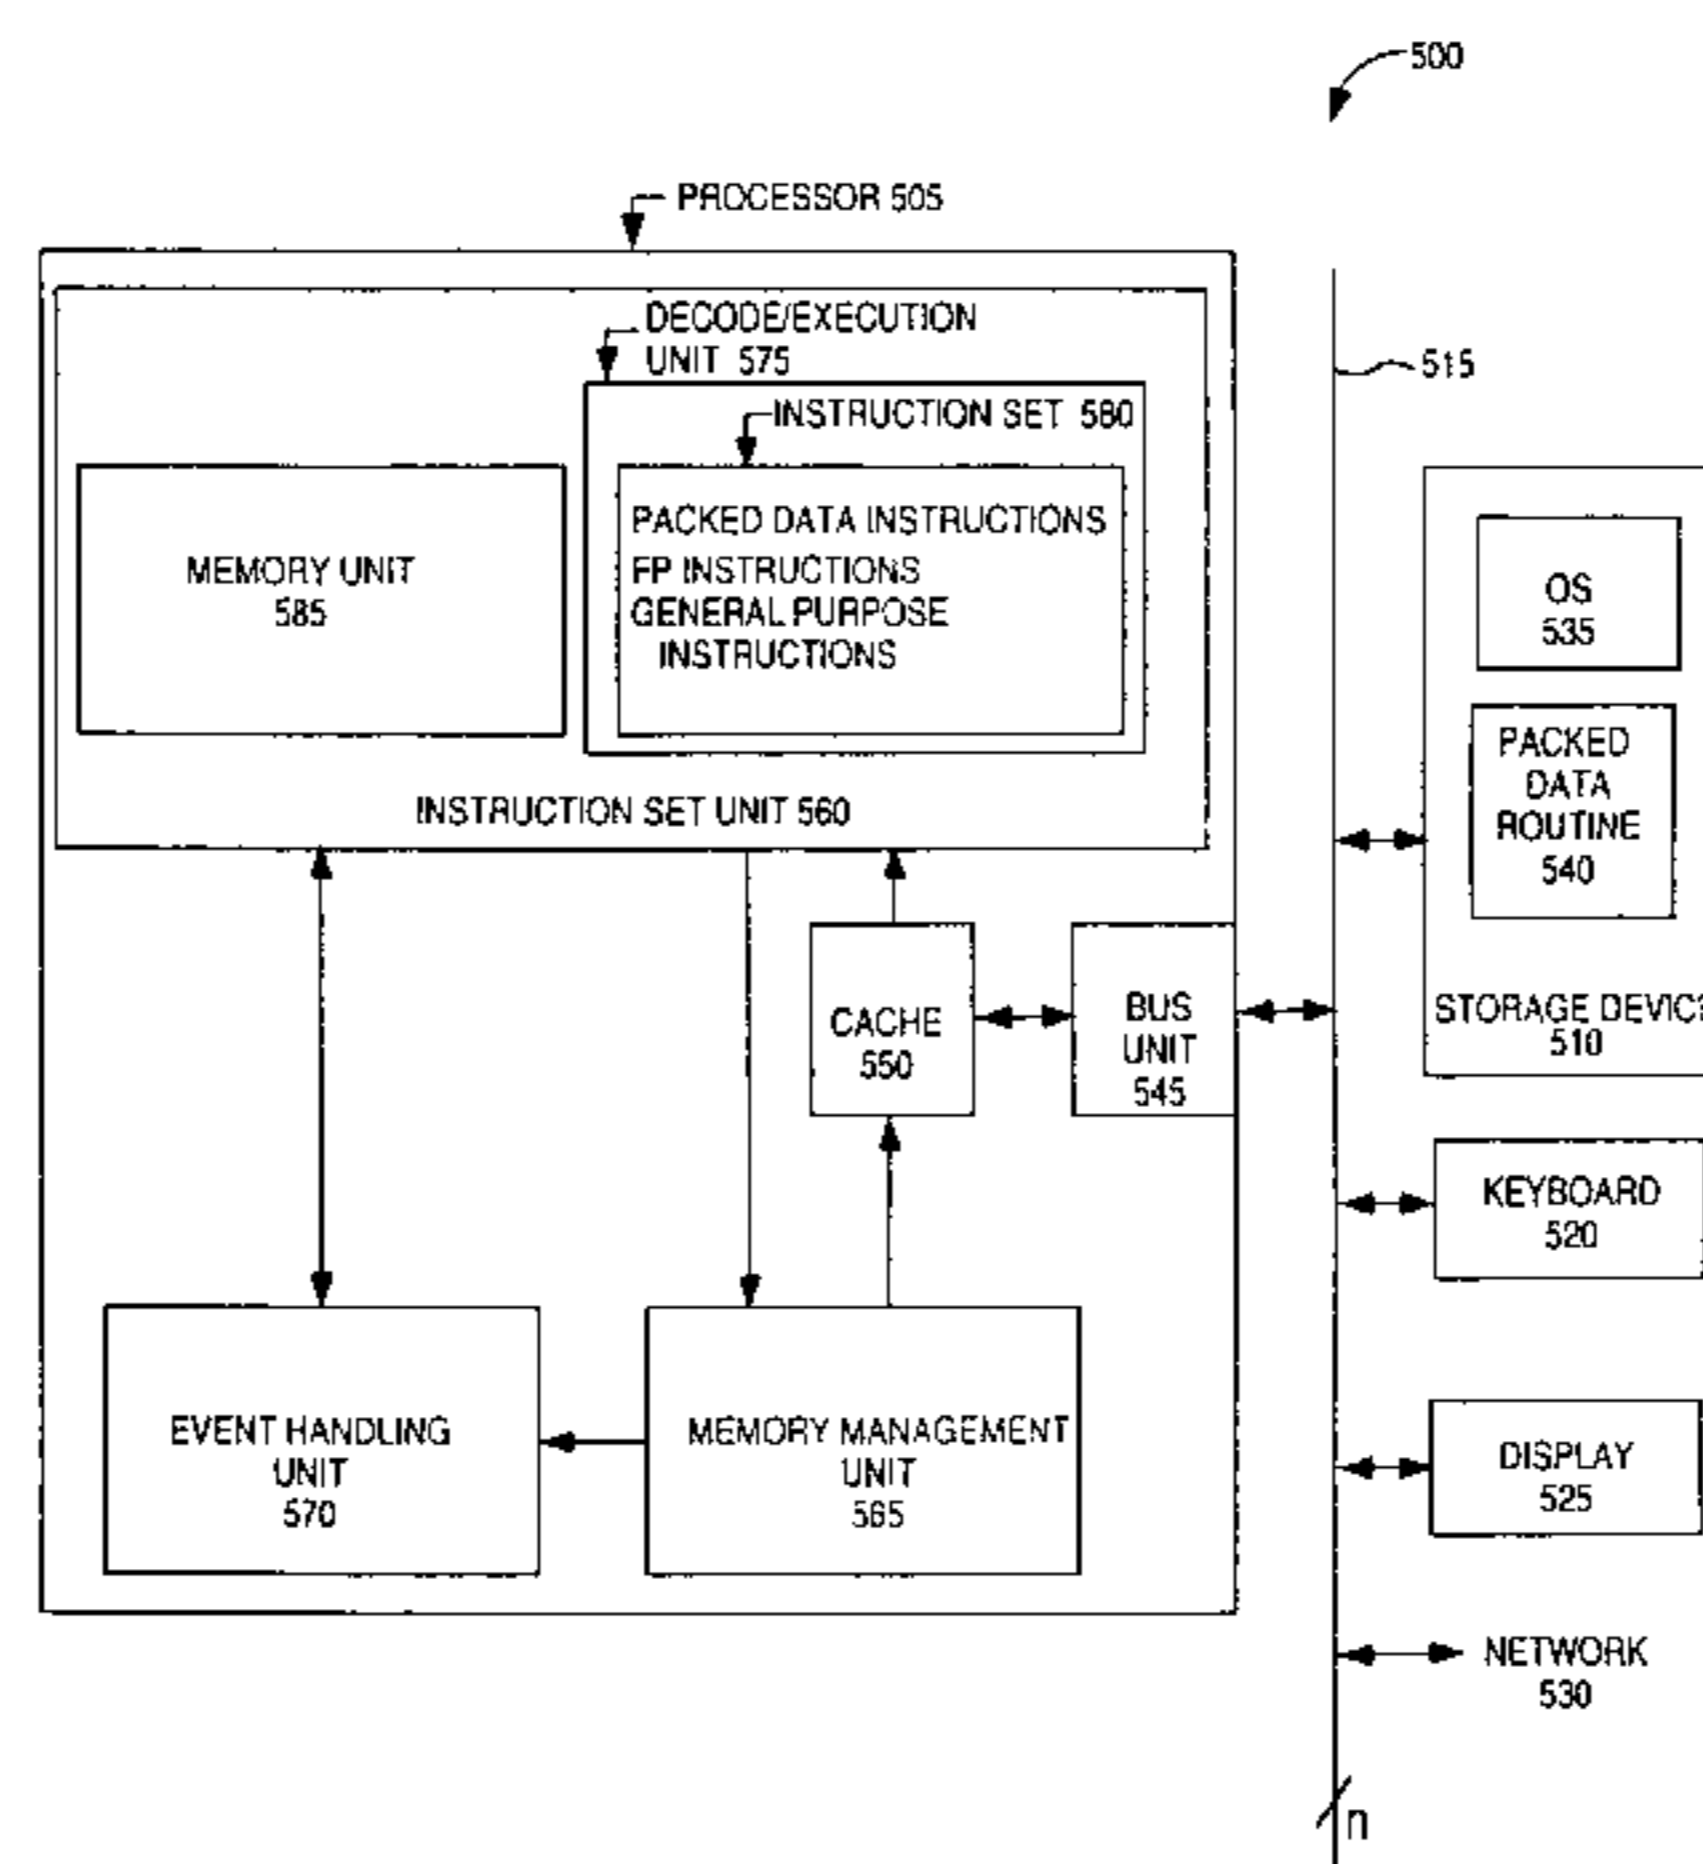 500
PROCESSOR 505
DECODE/EXECUTION
UNIT 575
INSTRUCTION SET 580
515
PACKED DATA INSTRUCTIONS
FP INSTRUCTIONS
GENERAL PURPOSE
INSTRUCTIONS
MEMORY UNIT
585
INSTRUCTION SET UNIT 560
OS
535
PACKED
DATA
ROUTINE
540
STORAGE DEVIC
510
CACHE
550
BUS
UNIT
545
KEYBOARD
520
EVENT HANDLING
UNIT
570
MEMORY MANAGEMENT
UNIT
565
DISPLAY
525
NETWORK
530
n